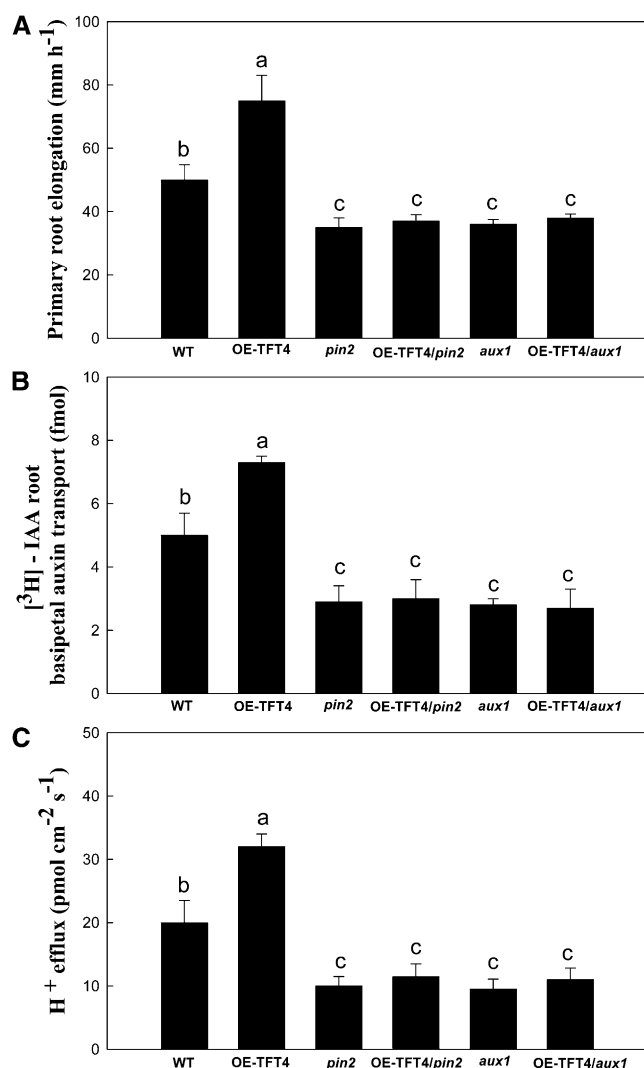 A
Primary root elongation (mm h-1)
100
80
60
40
20
0
b
a
c
c
c
c
WT
OE-TFT4
pin2
OE-TFT4/pin2
aux1
OE-TFT4/aux1
B
[3H] - IAA root
basipetal auxin transport (fmol)
10
8
6
4
2
0
b
a
c
c
c
c
WT
OE-TFT4
pin2
OE-TFT4/pin2
aux1
OE-TFT4/aux1
C
H+ efflux (pmol cm-2 s-1)
50
40
30
20
10
0
b
a
c
c
c
c
WT
OE-TFT4
pin2
OE-TFT4/pin2
aux1
OE-TFT4/aux1